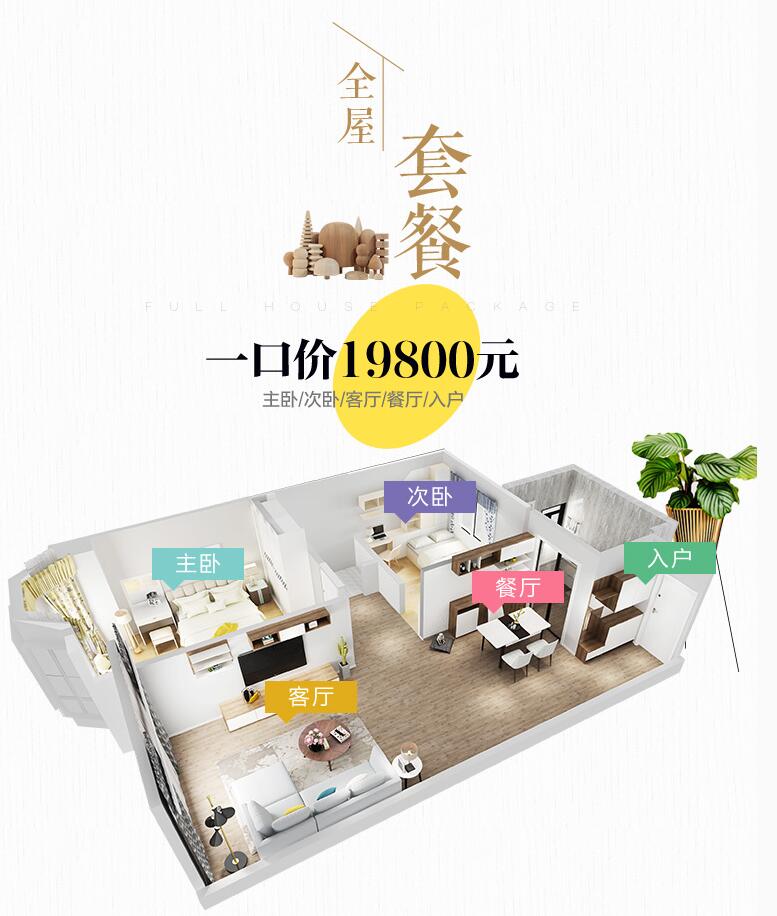 全屋
套餐
FULL HOUSE PACKAGE
一口价19800元
主卧/次卧/客厅/餐厅/入户
次卧
主卧
入户
餐厅
客厅